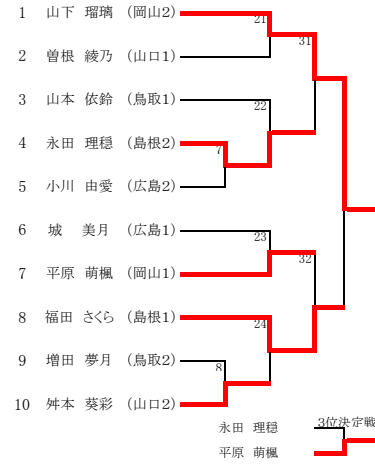 1 山下 瑠璃 (岡山2)
21
31
2 曽根 綾乃 (山口1)
3 山本 依鈴 (鳥取1)
22
4 永田 理穏 (島根2)
7
5 小川 由愛 (広島2)
6 城 美月 (広島1)
23
32
7 平原 萌楓 (岡山1)
8 福田 さくら (島根1)
24
9 増田 夢月 (鳥取2)
8
10 舛本 葵彩 (山口2)
永田 理穏
3位決定戦
平原 萌楓